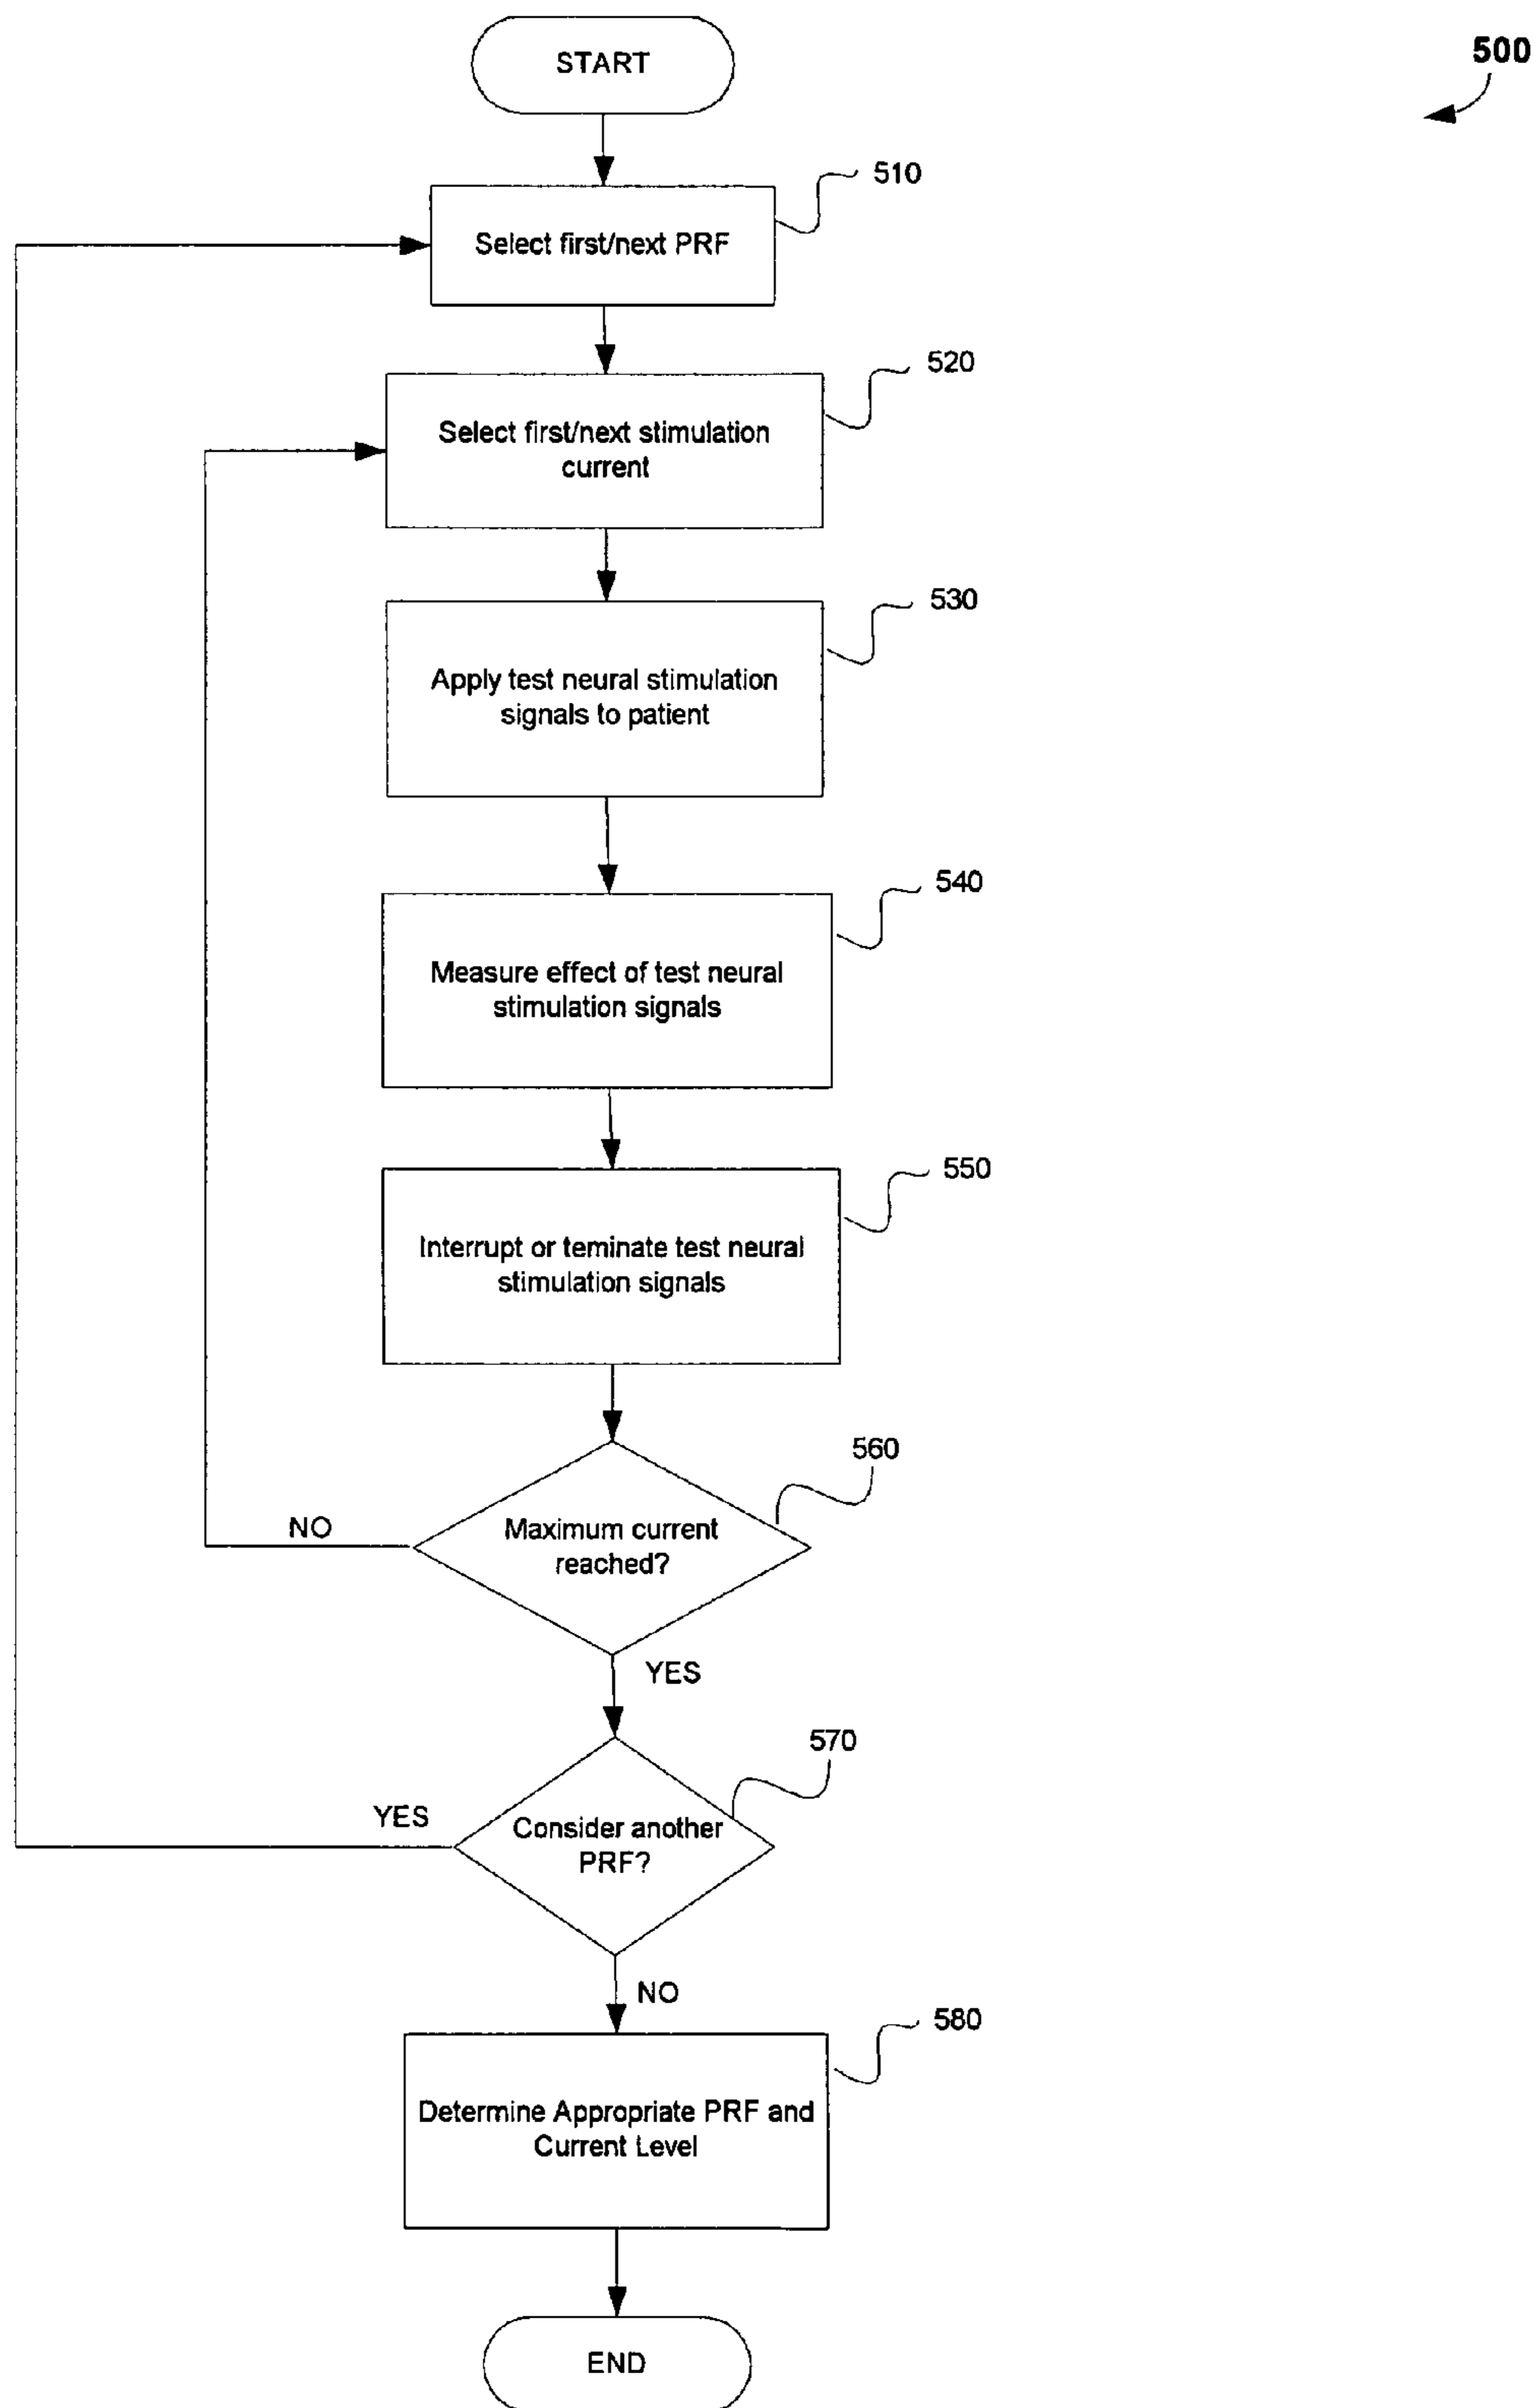 START
500
510
Select first/next PRF
520
Select first/next stimulation
current
530
Apply test neural stimulation
signals to patient
540
Measure effect of test neural
stimulation signals
550
Interrupt or teminate test neural
stimulation signals
560
NO
Maximum current
reached?
YES
570
YES
Consider another
PRF?
NO
580
Determine Appropriate PRF and
Current Level
END